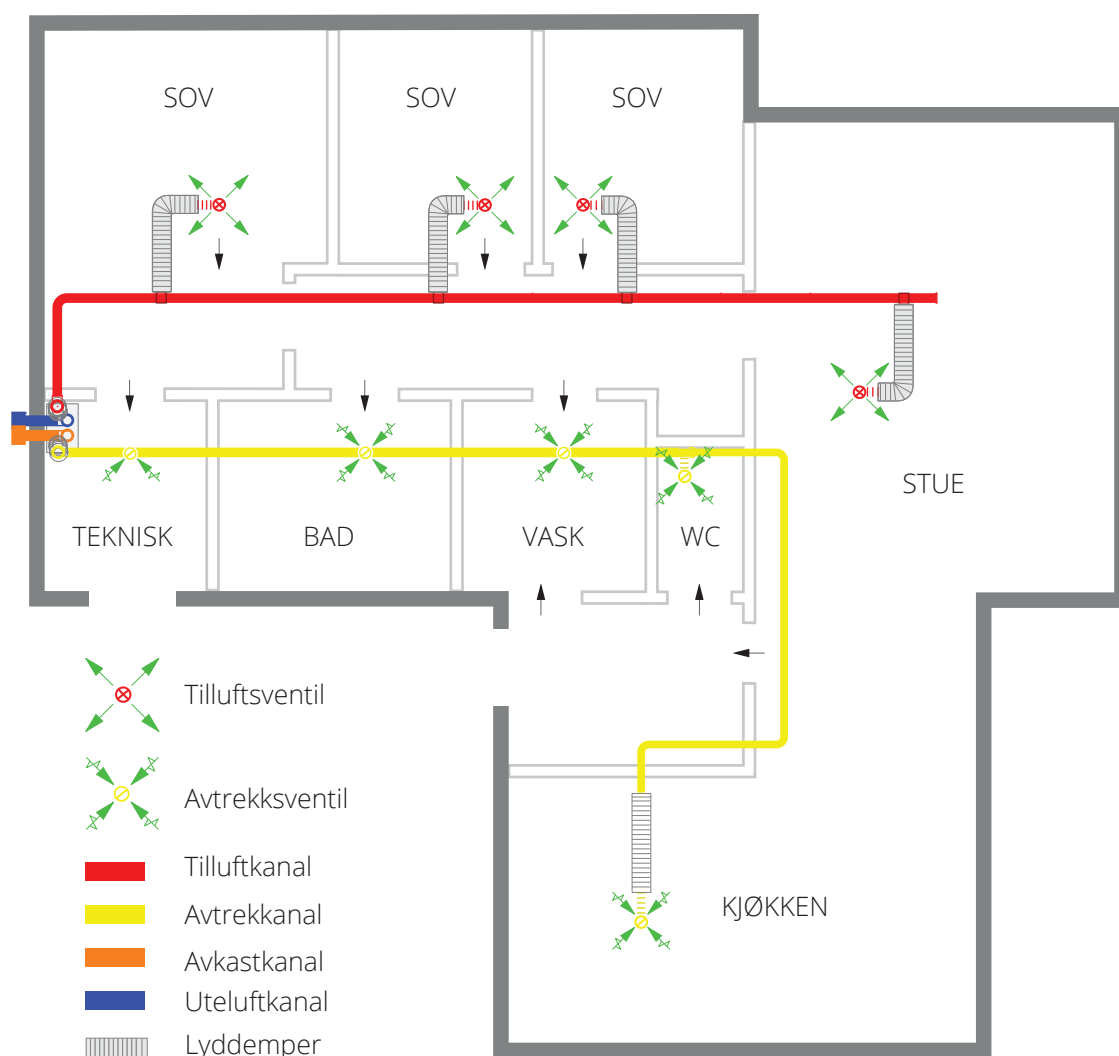 SOV
SOV
SOV
STUE
TEKNISK
BAD
VASK
WC
KJØKKEN
Tilluftsventil
Avtrekksventil
Tilluftkanal
Avtrekkanal
Avkastkanal
Uteluftkanal
Lyddemper